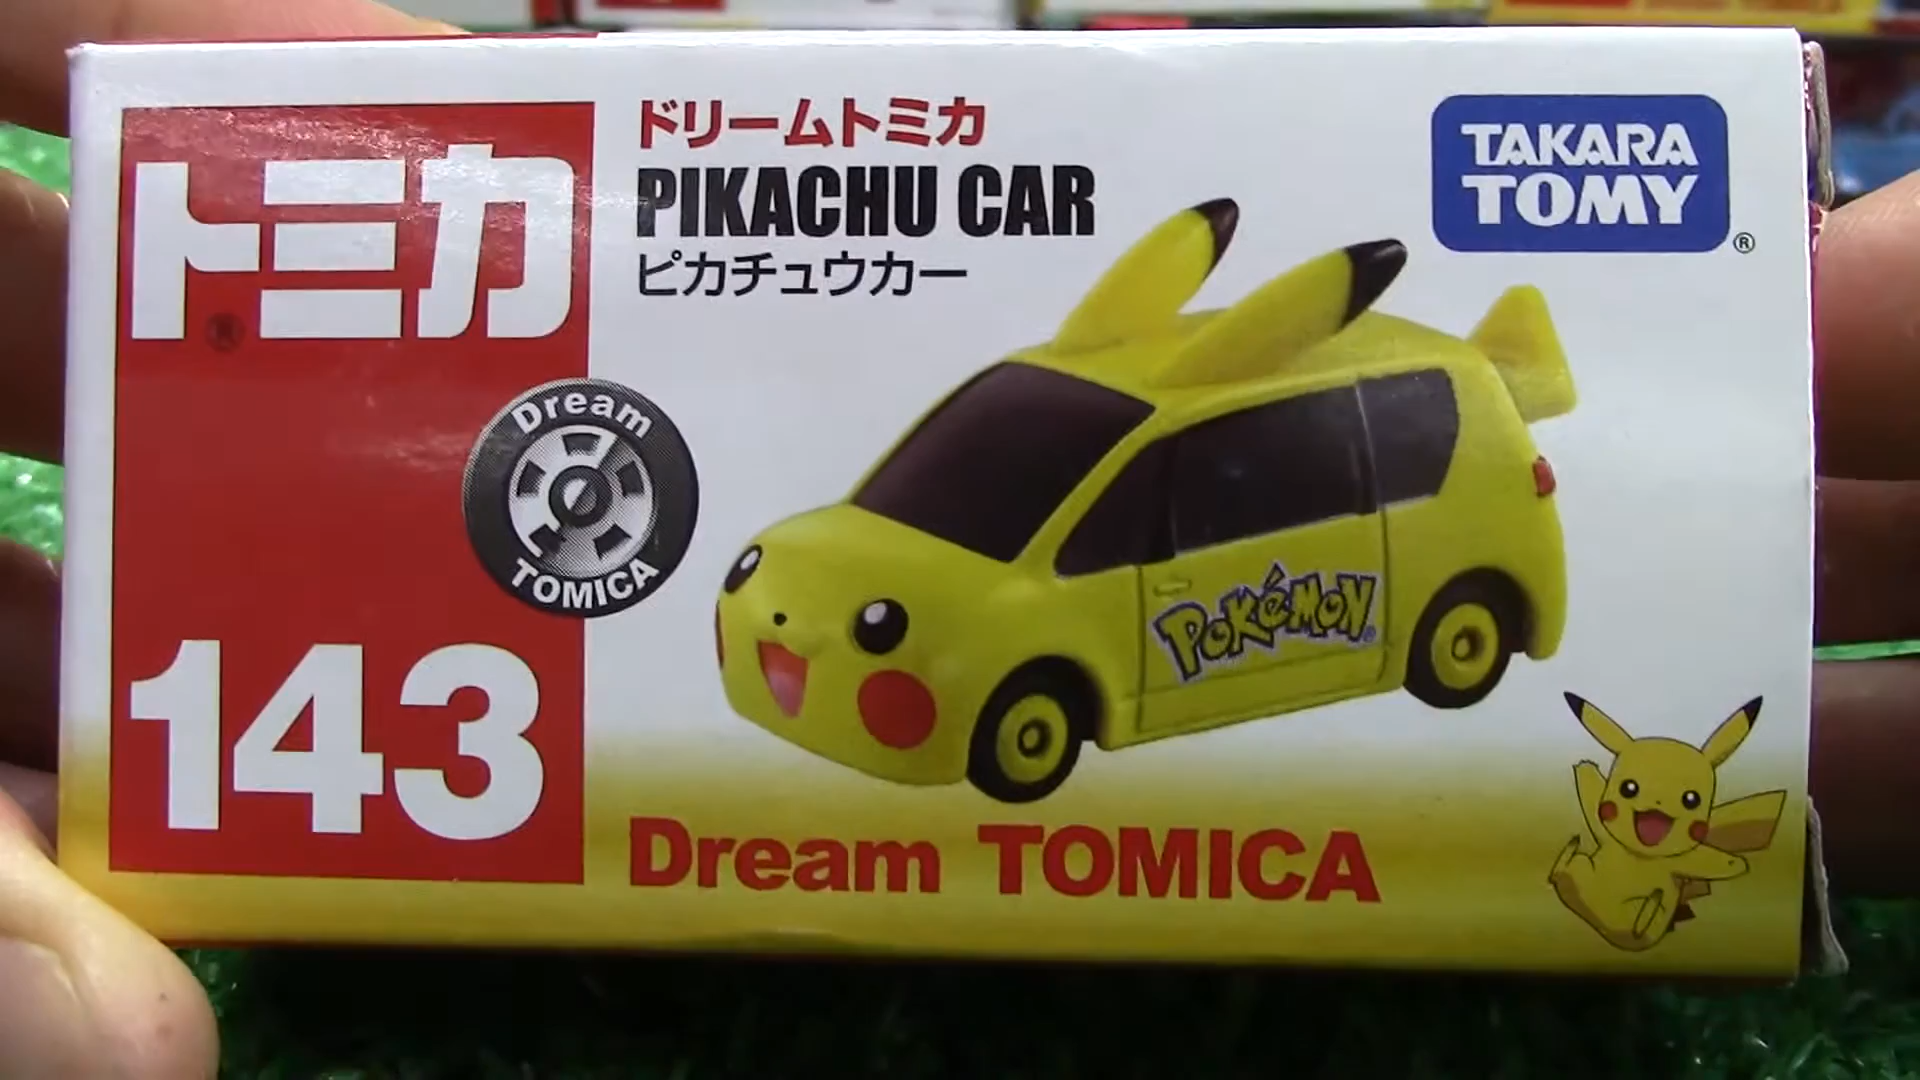 トミカ
®
ドリームトミカ
PIKACHU CAR
ピカチュウカー
TAKARA
TOMY
®
Dream
TOMICA
POKéMON
®
143
Dream TOMICA